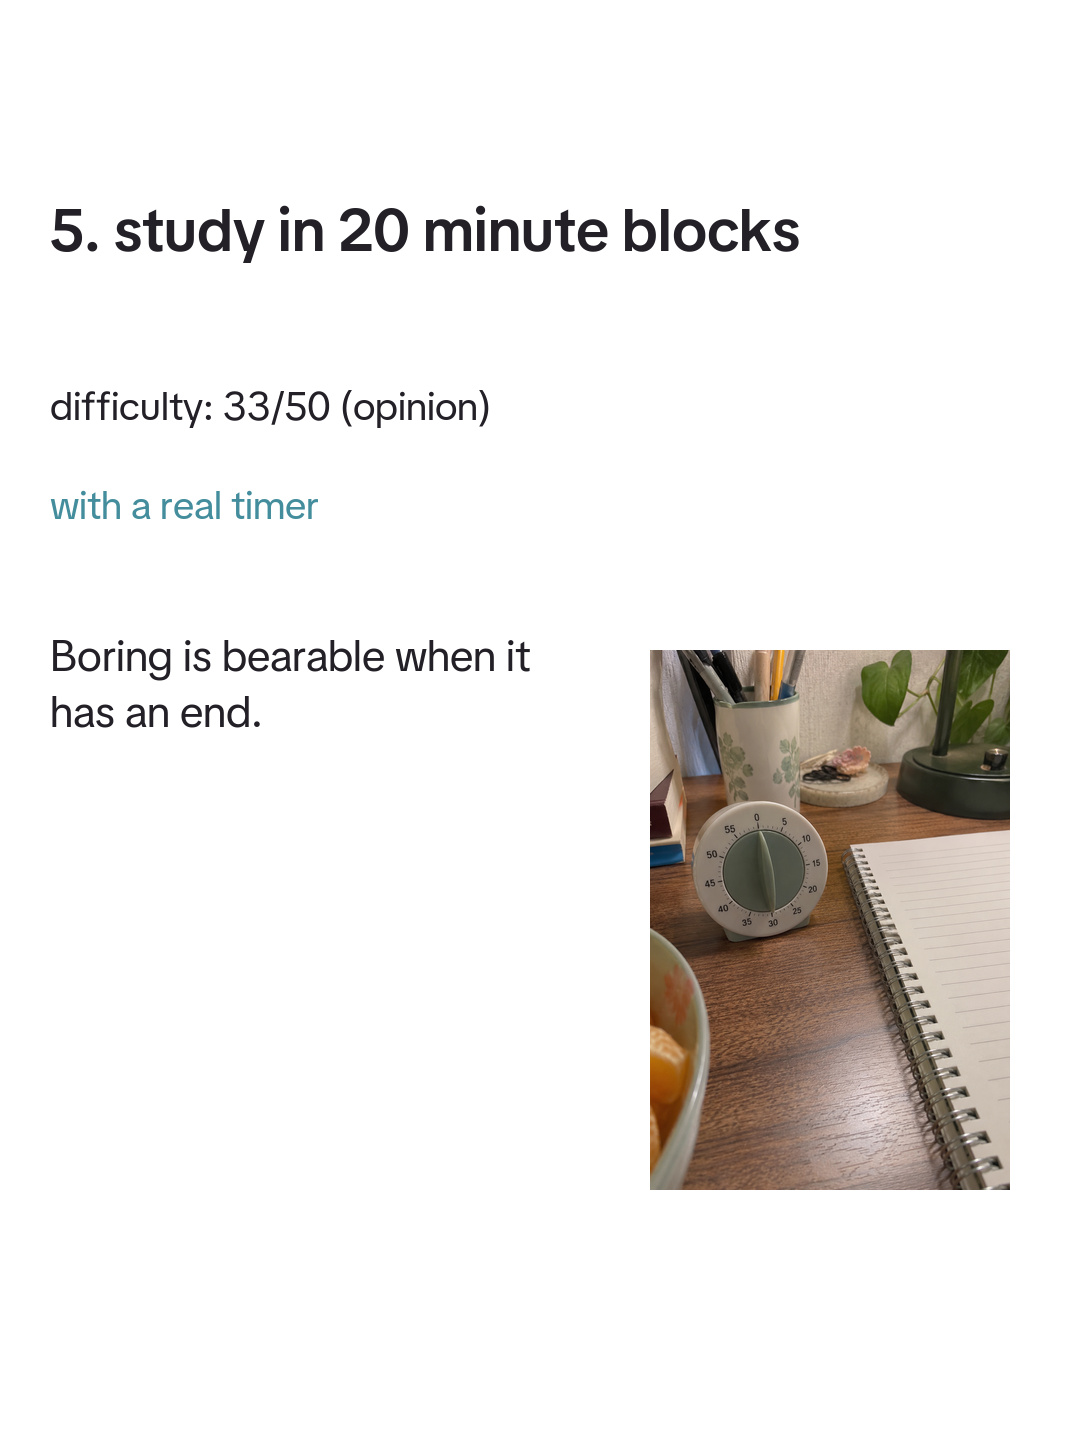 5. study in 20 minute blocks
difficulty: 33/50 (opinion)
with a real timer
Boring is bearable when it
has an end.
0
5
10
15
20
25
30
35
40
45
50
55